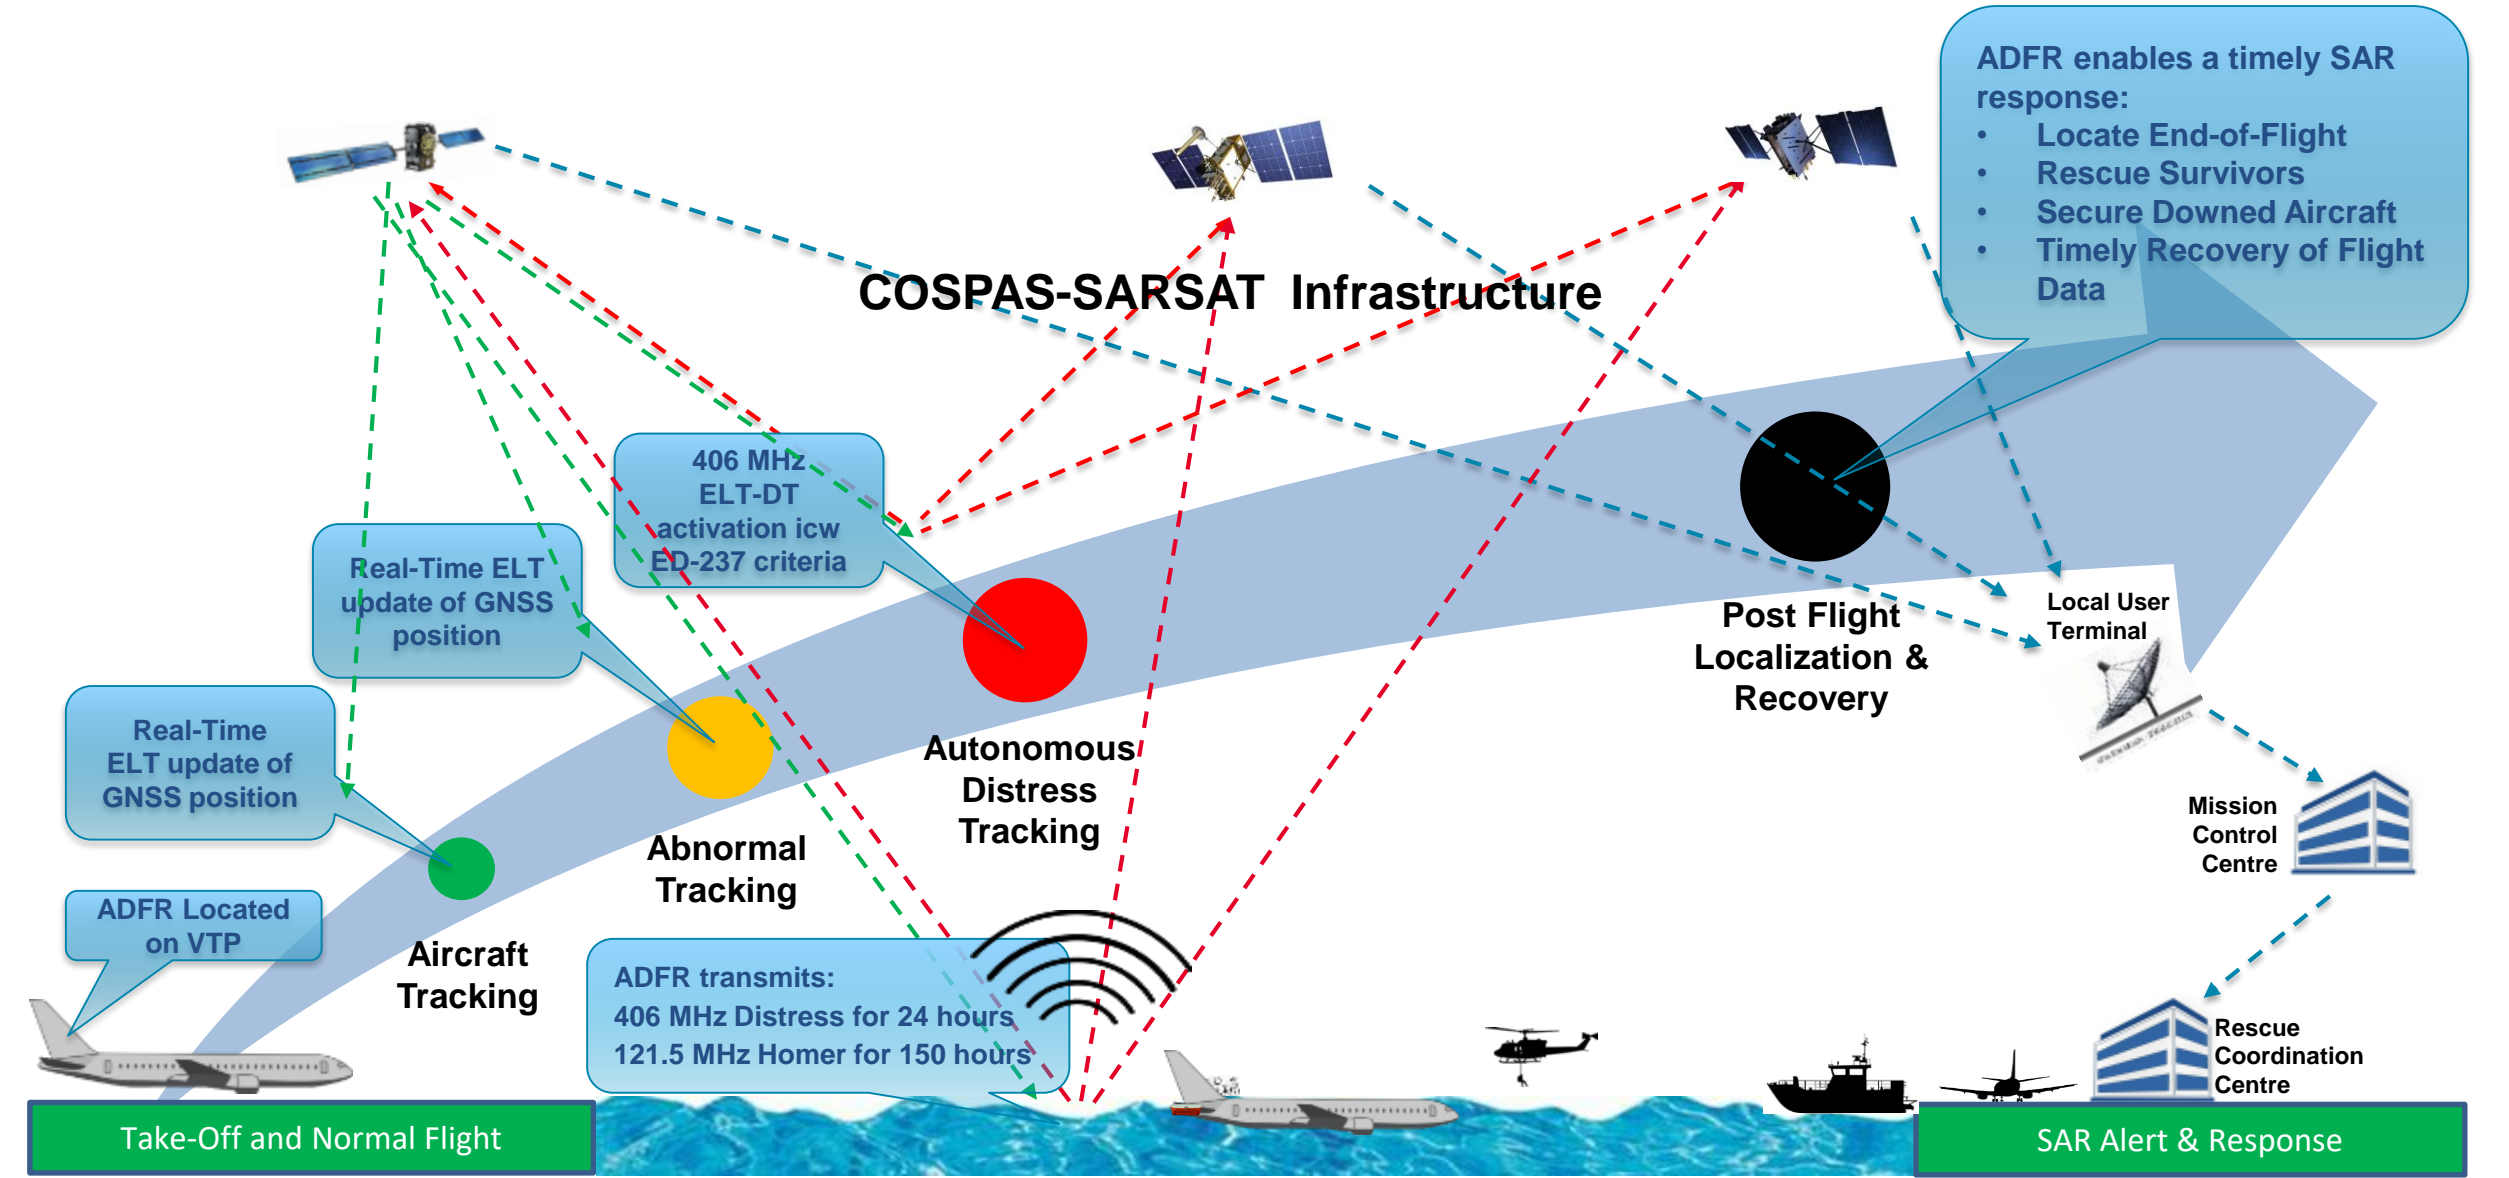 ADFR enables a timely SAR
response:
• Locate End-of-Flight
• Rescue Survivors
• Secure Downed Aircraft
• Timely Recovery of Flight
Data
COSPAS-SARSAT Infrastructure
406 MHz
ELT-DT
activation icw
ED-237 criteria
Real-Time ELT
update of GNSS
position
Real-Time
ELT update of
GNSS position
ADFR Located
on VTP
Aircraft
Tracking
Abnormal
Tracking
Autonomous
Distress
Tracking
Post Flight
Localization &
Recovery
Local User
Terminal
Mission
Control
Centre
Rescue
Coordination
Centre
ADFR transmits:
406 MHz Distress for 24 hours
121.5 MHz Homer for 150 hours
Take-Off and Normal Flight
SAR Alert & Response